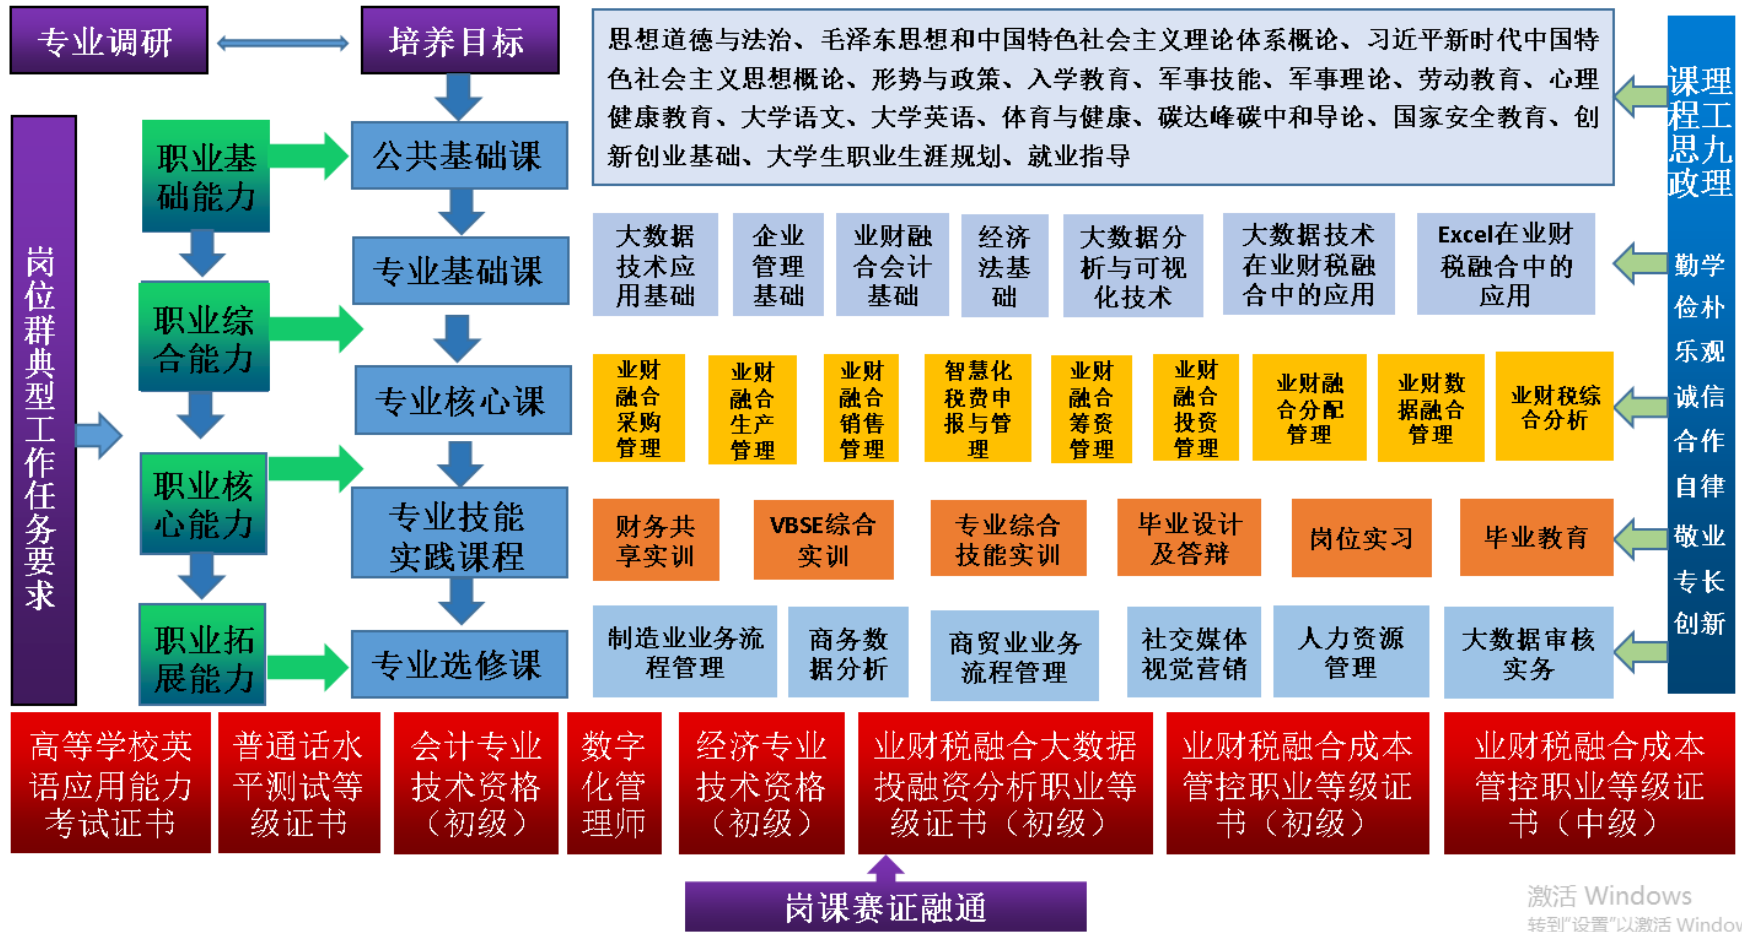 专业调研
培养目标
思想道德与法治、毛泽东思想和中国特色社会主义理论体系概论、习近平新时代中国特
色社会主义思想概论、形势与政策、入学教育、军事技能、军事理论、劳动教育、心理
健康教育、大学语文、大学英语、体育与健康、碳达峰碳中和导论、国家安全教育、创
新创业基础、大学生职业生涯规划、就业指导
岗位群典型工作任务要求
职业基
础能力
职业综
合能力
职业核
心能力
职业拓
展能力
公共基础课
专业基础课
专业核心课
专业技能
实践课程
专业选修课
大数据
技术应
用基础
企业
管理
基础
业财融
合会计
基础
经济
法基
础
大数据分
析与可视
化技术
大数据技术
在业财税融
合中的应用
Excel在业财
税融合中的
应用
业财
融合
采购
管理
业财
融合
生产
管理
业财
融合
销售
管理
智慧化
税费申
报与管
理
业财
融合
筹资
管理
业财
融合
投资
管理
业财融
合分配
管理
业财数
据融合
管理
业财税综
合分析
财务共
享实训
VBSE综合
实训
专业综合
技能实训
毕业设计
及答辩
岗位实习
毕业教育
制造业业务流
程管理
商务数
据分析
商贸业业务
流程管理
社交媒体
视觉营销
人力资源
管理
大数据审核
实务
课程思政
理工九理
勤学
俭朴
乐观
诚信
合作
自律
敬业
专长
创新
高等学校英
语应用能力
考试证书
普通话水
平测试等
级证书
会计专业
技术资格
（初级）
数字
化管
理师
经济专业
技术资格
（初级）
业财税融合大数据
投融资分析职业等
级证书（初级）
业财税融合成本
管控职业等级证
书（初级）
业财税融合成本
管控职业等级证
书（中级）
岗课赛证融通
激活 Windows
转到"设置"以激活 Window